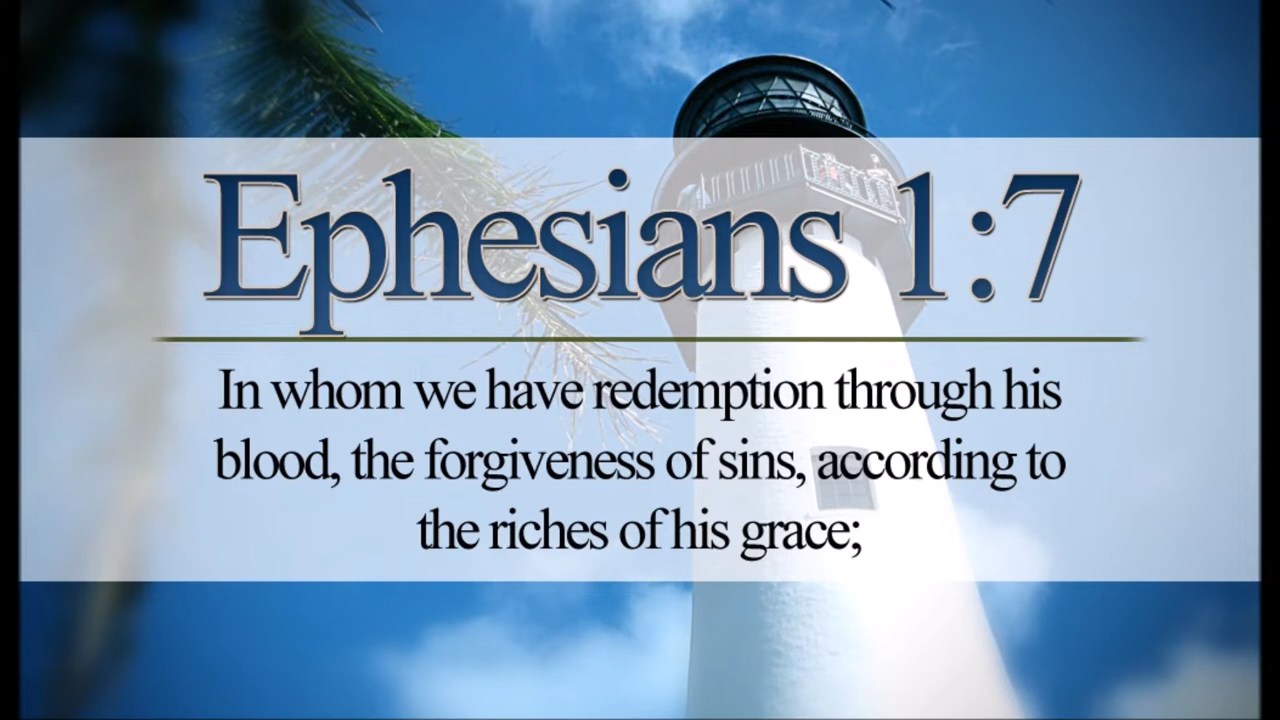 Ephesians 1:7
In whom we have redemption through his
blood, the forgiveness of sins, according to
the riches of his grace;